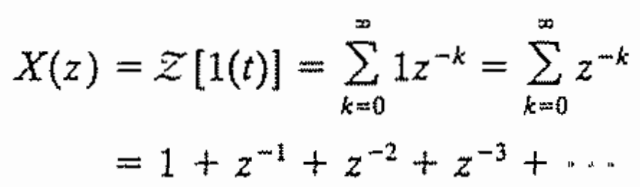 X(z) = 𝒵[1(t)] = ∑_{k=0}^{∞} 1z^{-k} = ∑_{k=0}^{∞} z^{-k}
= 1 + z^{-1} + z^{-2} + z^{-3} + ⋯